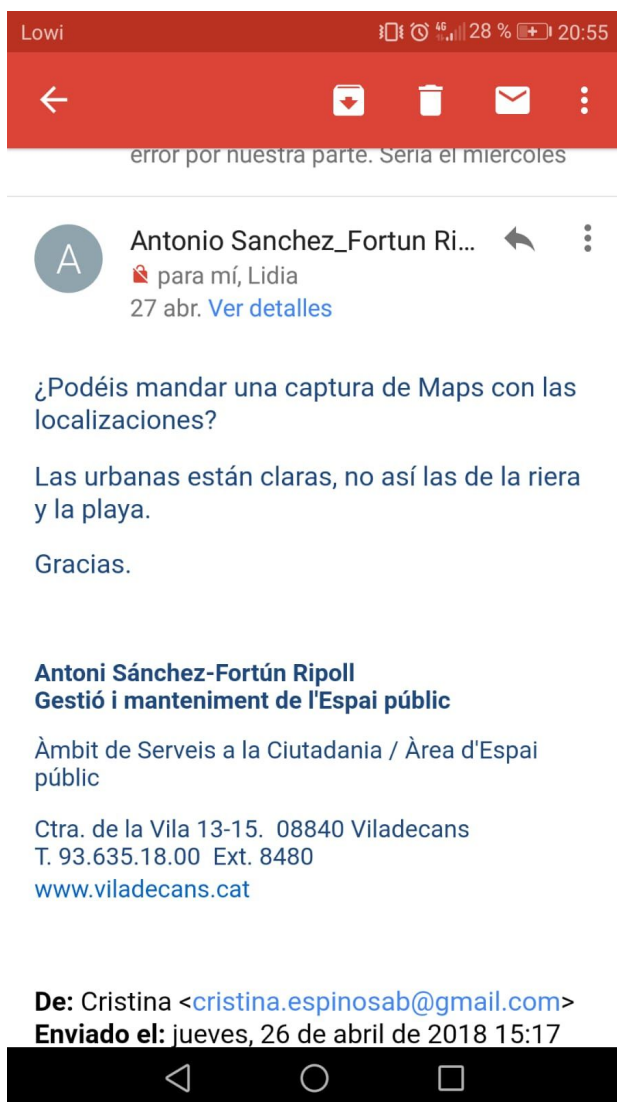 Lowi 46 28 % 20:55
error por nuestra parte. Sería el miércoles
A
Antonio Sanchez_Fortun Ri...
para mí, Lidia
27 abr. Ver detalles
¿Podéis mandar una captura de Maps con las
localizaciones?
Las urbanas están claras, no así las de la riera
y la playa.
Gracias.
Antoni Sánchez-Fortún Ripoll
Gestió i manteniment de l'Espai públic
Àmbit de Serveis a la Ciutadania / Àrea d'Espai
públic
Ctra. de la Vila 13-15.  08840 Viladecans
T. 93.635.18.00  Ext. 8480
www.viladecans.cat
De: Cristina <cristina.espinosab@gmail.com>
Enviado el: jueves, 26 de abril de 2018 15:17